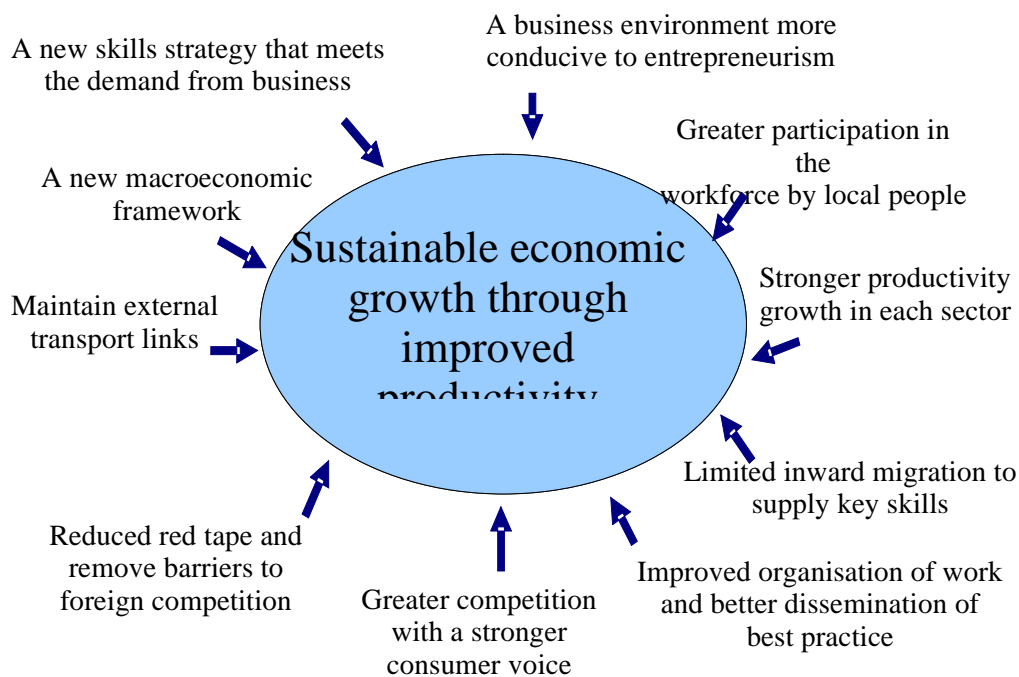 A new skills strategy that meets
the demand from business
A business environment more
conducive to entrepreneurism
Greater participation in
the
workforce by local people
A new macroeconomic
framework
Sustainable economic
growth through
improved
productivity
Stronger productivity
growth in each sector
Maintain external
transport links
Limited inward migration to
supply key skills
Reduced red tape and
remove barriers to
foreign competition
Improved organisation of work
and better dissemination of
best practice
Greater competition
with a stronger
consumer voice